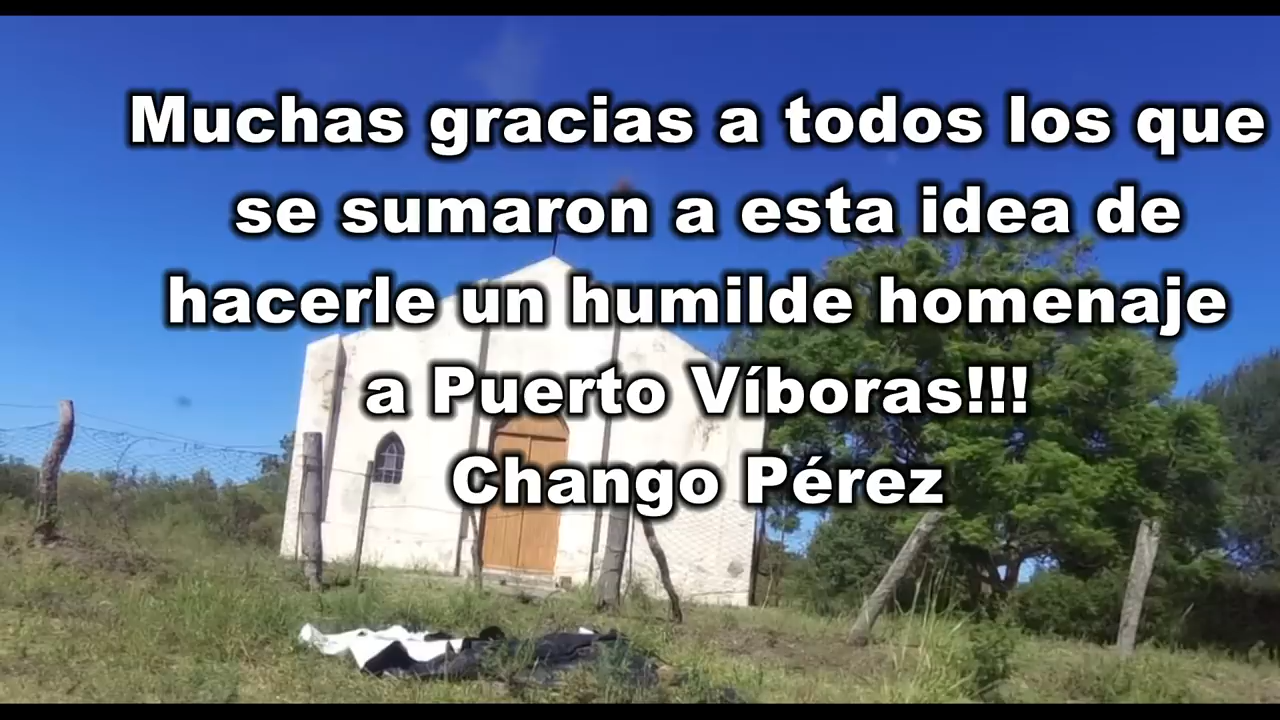 Muchas gracias a todos los que
se sumaron a esta idea de
hacerle un humilde homenaje
a Puerto Víboras!!!
Chango Pérez